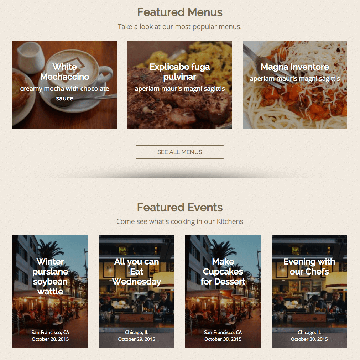 Featured Menus
Take a look at our most popular menus.
White
Mochaccino
creamy mocha with chocolate
sauce
Explicabo fuga
pulvinar
aperiam mauris magni sagittis
Magna inventore
aperiam mauris magni sagittis
SEE ALL MENUS
Featured Events
Come see what's cooking in our kitchens
Winter
purslane
soybean
wattle
San Francisco, CA
October 28, 2015
All you can
Eat
Wednesday
Chicago, IL
October 29, 2015
Make
Cupcakes
for Dessert
San Francisco, CA
October 30, 2015
Evening with
our Chefs
Chicago, IL
October 30, 2015